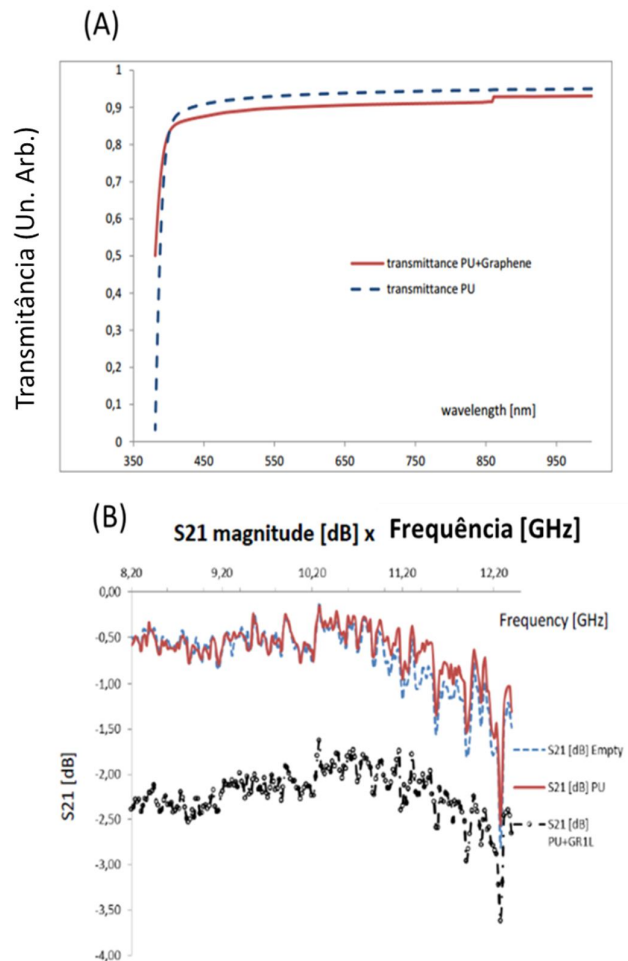 (A)
Transmitância (Un. Arb.)
1
0,9
0,8
0,7
0,6
0,5
0,4
0,3
0,2
0,1
0
transmittance PU+Graphene
transmittance PU
wavelength [nm]
350 450 550 650 750 850 950
(B)
S21 magnitude [dB] x Frequência [GHz]
8,20 9,20 10,20 11,20 12,20
Frequency [GHz]
S21 [dB]
0,00
-0,50
-1,00
-1,50
-2,00
-2,50
-3,00
-3,50
-4,00
S21 [dB] Empty
S21 [dB] PU
S21 [dB]
PU+GR1L